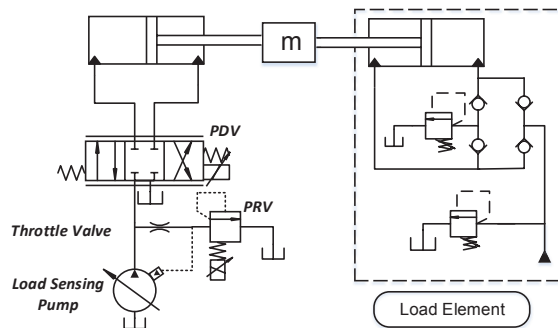 m
PDV
PRV
Throttle Valve
Load Sensing
Pump
Load Element